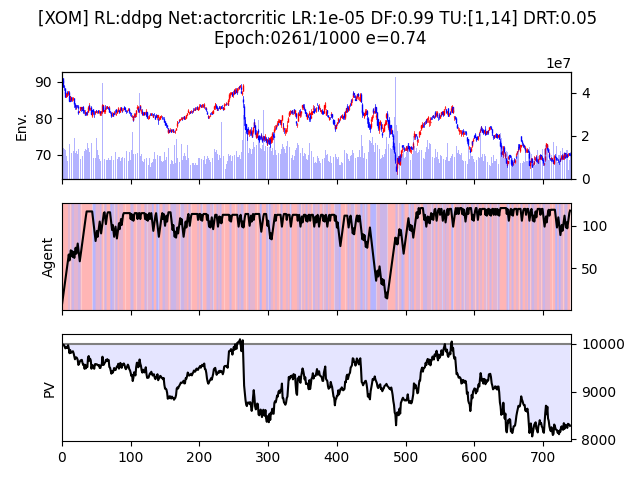 [XOM] RL:ddpg Net:actorcritic LR:1e-05 DF:0.99 TU:[1,14] DRT:0.05
Epoch:0261/1000 e=0.74
1e7
90
80
70
Env.
4
2
0
Agent
100
50
PV
10000
9000
8000
0 100 200 300 400 500 600 700